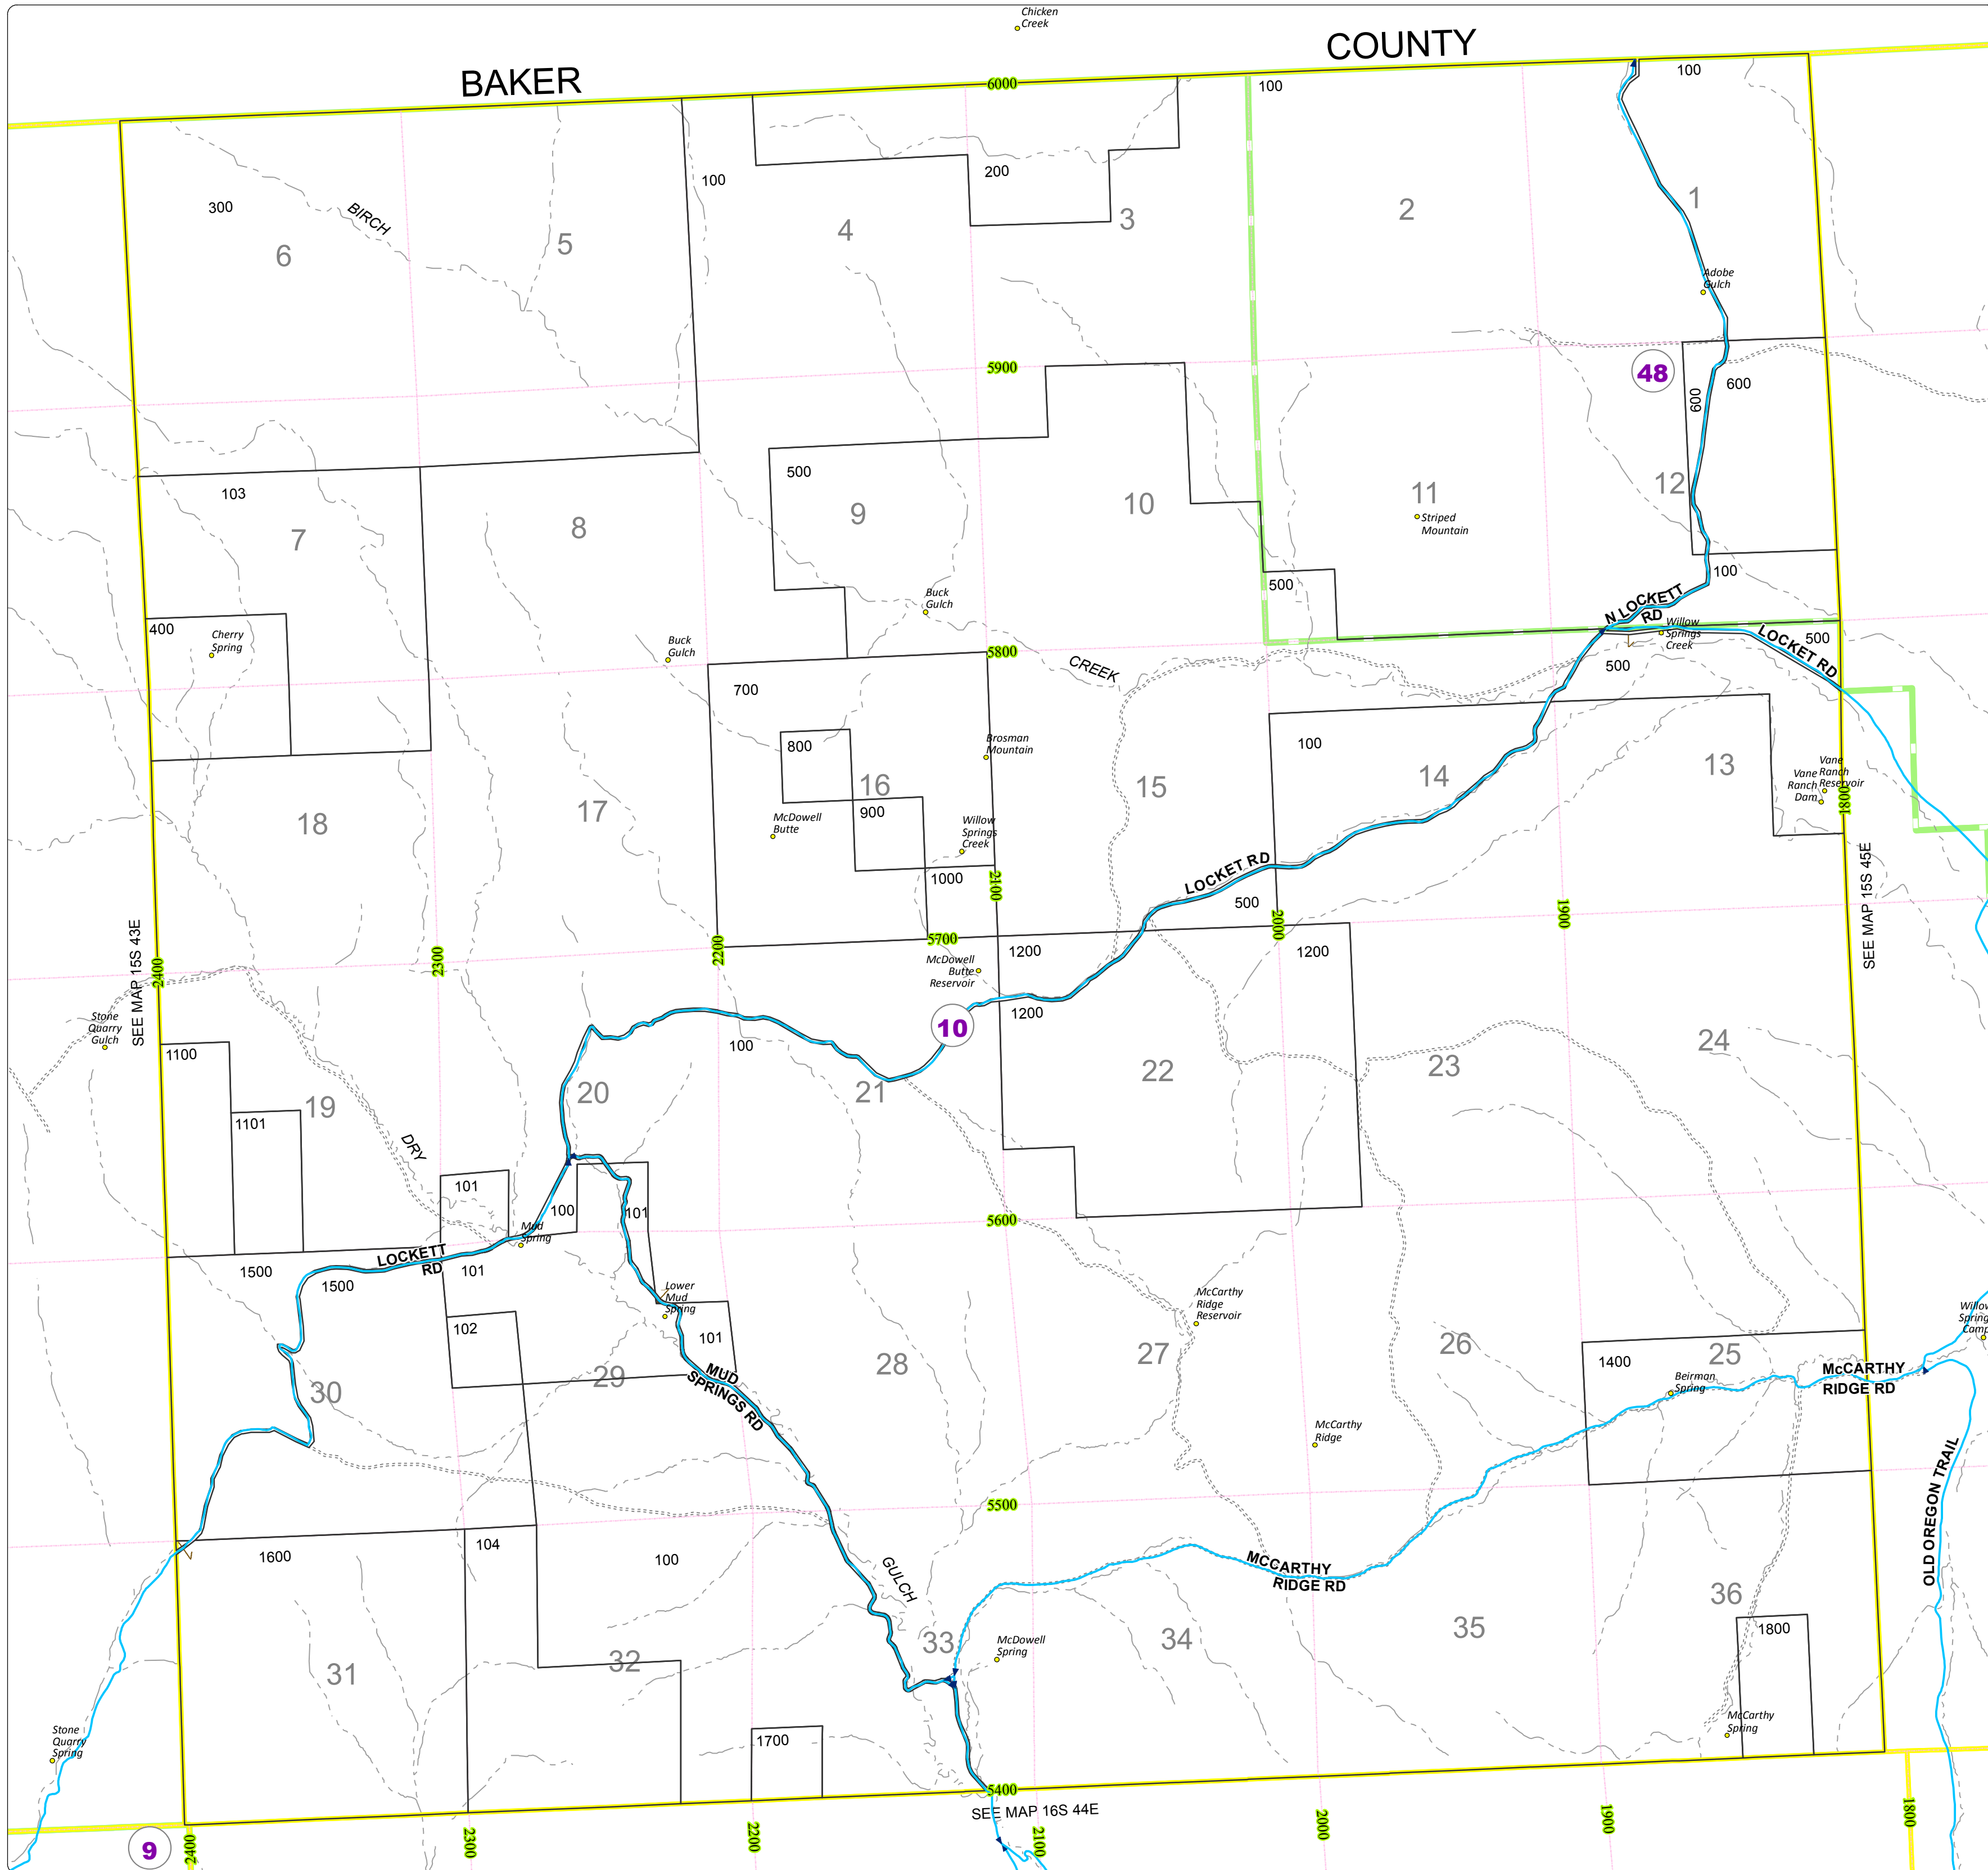 Chicken
Creek
BAKER
COUNTY
6000
100
100
100
200
300
BIRCH
6
5
4
3
2
1
Adobe
Gulch
5900
48
600
600
103
500
7
8
9
10
11
12
Striped
Mountain
100
500
400
Cherry
Spring
Buck
Gulch
Buck
Gulch
N LOCKETT
RD
Willow
Springs
Creek
LOCKET RD
500
500
5800
CREEK
700
800
Brosman
Mountain
100
16
15
14
13
Vane
Ranch
Reservoir
Vane
Ranch
Dam
1800
18
17
McDowell
Butte
900
Willow
Springs
Creek
1000
2100
LOCKET RD
500
2000
1900
SEE MAP 15S 45E
SEE MAP 15S 43E
2400
2300
2200
5700
1200
1200
McDowell
Butte
Reservoir
1200
10
Stone
Quarry
Gulch
1100
100
1101
19
20
21
22
23
24
DRY
101
100
101
Mud
Spring
5600
LOCKETT
RD
101
1500
1500
Lower
Mud
Spring
McCarthy
Ridge
Reservoir
102
101
MUD
SPRINGS RD
30
29
28
27
26
25
1400
Willow
Spring
Camp
McCARTHY
RIDGE RD
Beirman
Spring
McCarthy
Ridge
OLD OREGON TRAIL
5500
1600
104
100
GULCH
MCCARTHY
RIDGE RD
31
32
33
34
35
36
McDowell
Spring
1800
McCarthy
Spring
Stone
Quarry
Spring
1700
5400
SEE MAP 16S 44E
9
2400
2300
2200
2100
2000
1900
1800